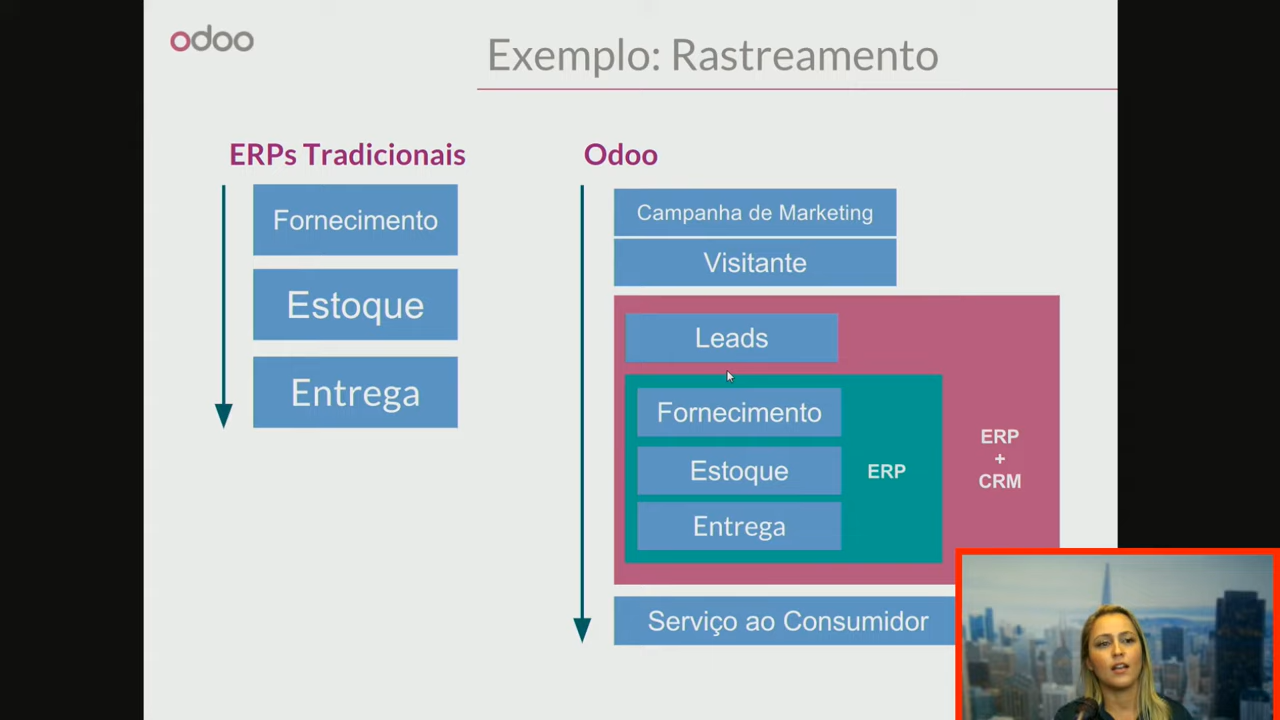 odoo
Exemplo: Rastreamento
ERPs Tradicionais
Fornecimento
Estoque
Entrega
Odoo
Campanha de Marketing
Visitante
Leads
Fornecimento
Estoque
Entrega
ERP
ERP
+
CRM
Serviço ao Consumidor